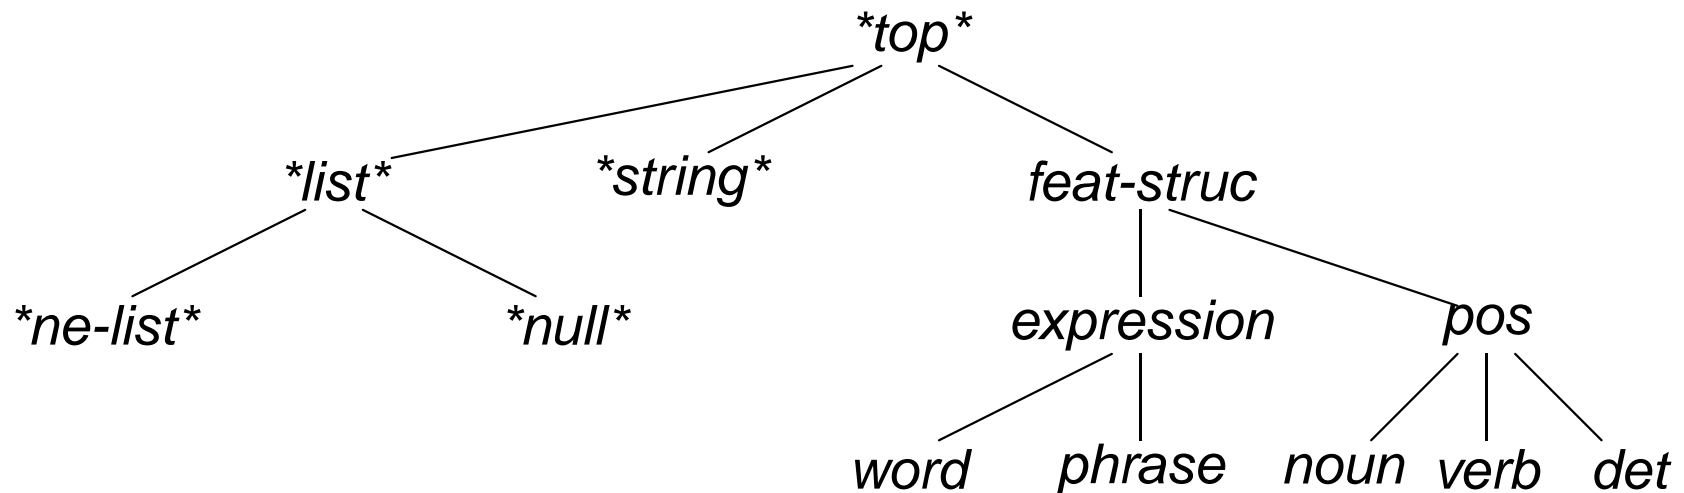 *top*
*list* *string* feat-struc
*ne-list* *null* expression pos
word phrase noun verb det